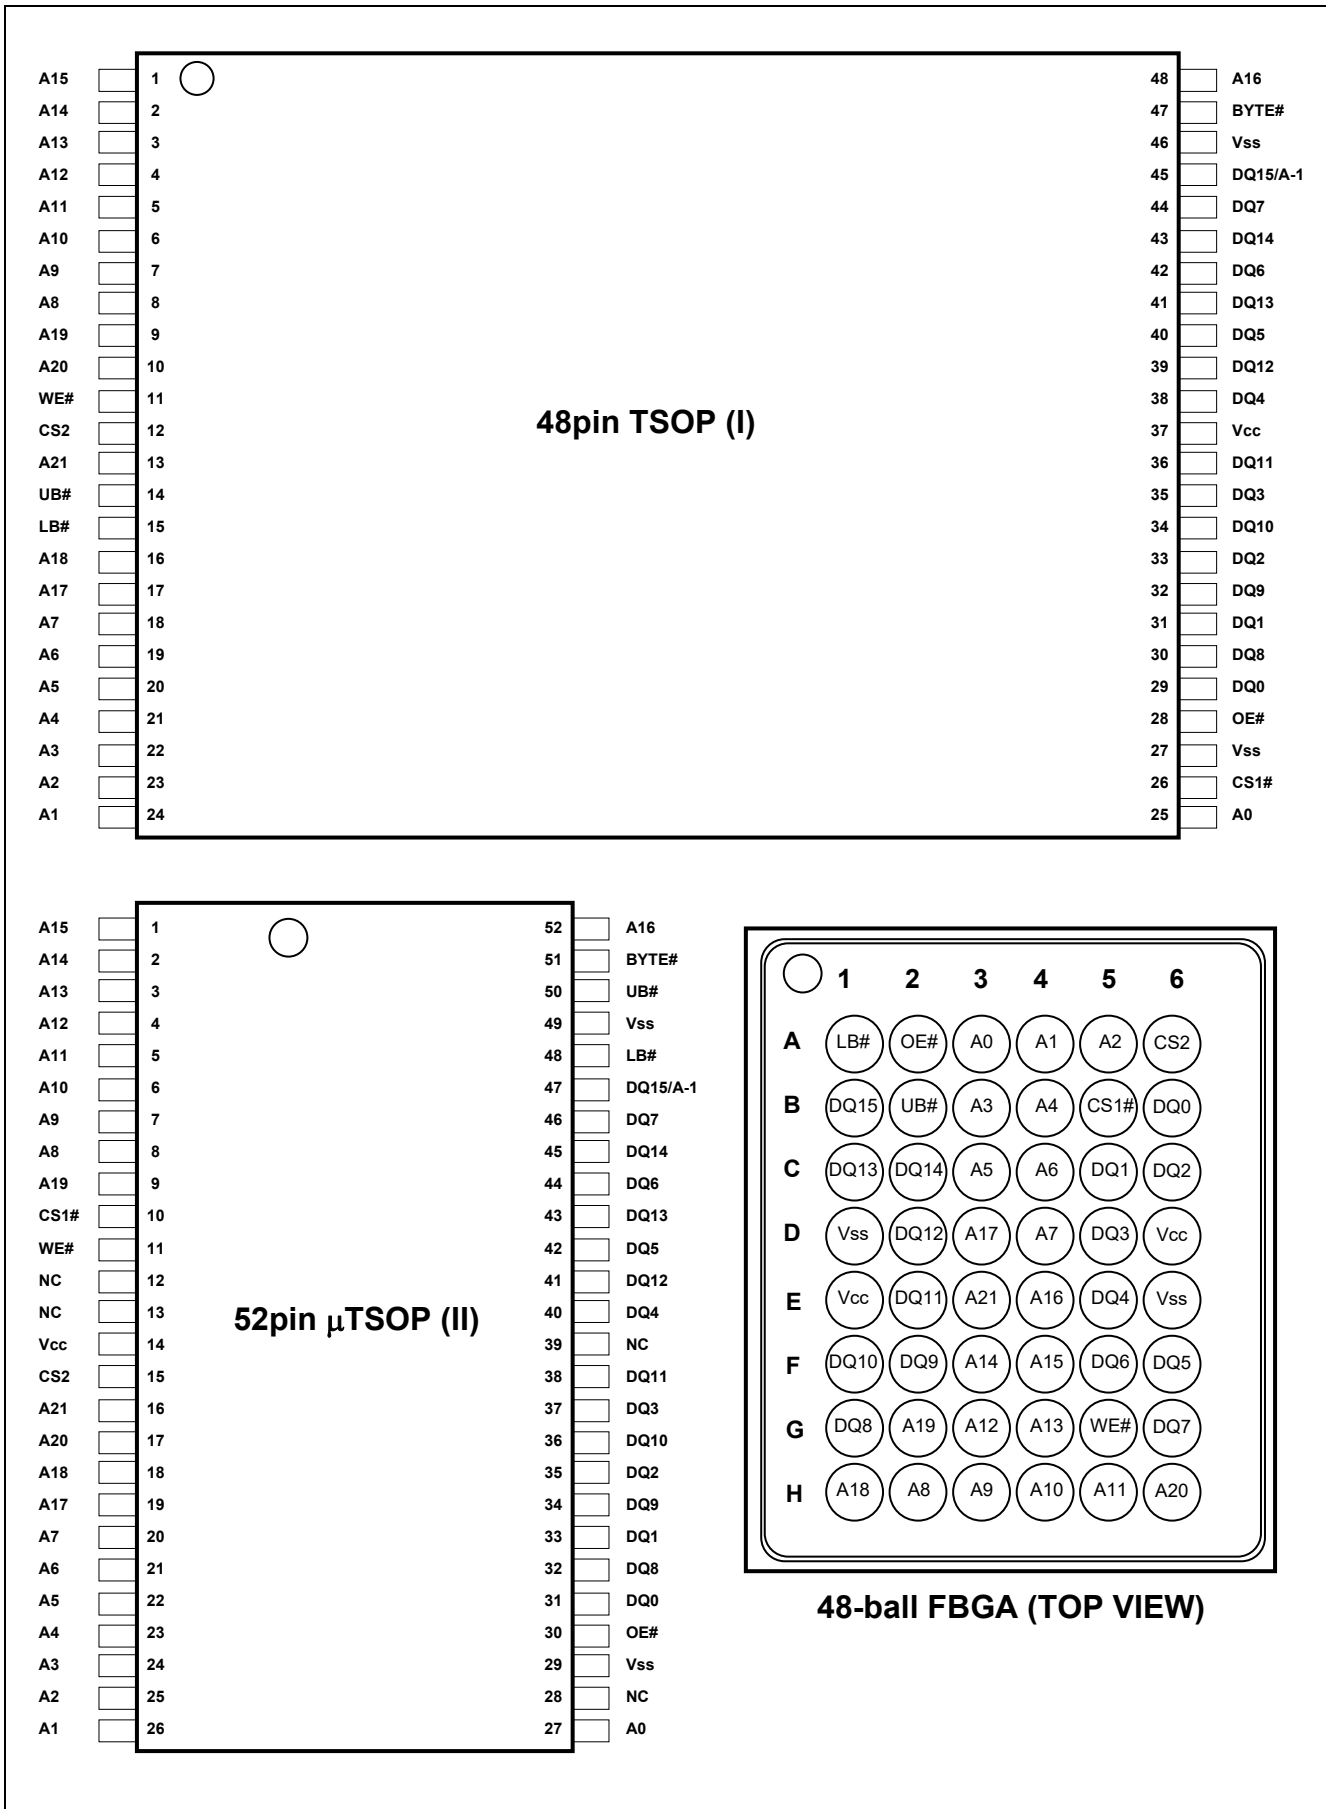 A15 1 48 A16
A14 2 47 BYTE#
A13 3 46 Vss
A12 4 45 DQ15/A-1
A11 5 44 DQ7
A10 6 43 DQ14
A9 7 42 DQ6
A8 8 41 DQ13
A19 9 40 DQ5
A20 10 39 DQ12
WE# 11 38 DQ4
48pin TSOP (I)
CS2 12 37 Vcc
A21 13 36 DQ11
UB# 14 35 DQ3
LB# 15 34 DQ10
A18 16 33 DQ2
A17 17 32 DQ9
A7 18 31 DQ1
A6 19 30 DQ8
A5 20 29 DQ0
A4 21 28 OE#
A3 22 27 Vss
A2 23 26 CS1#
A1 24 25 A0
A15 1 52 A16
A14 2 51 BYTE#
A13 3 50 UB#
A12 4 49 Vss
A11 5 48 LB#
A10 6 47 DQ15/A-1
A9 7 46 DQ7
A8 8 45 DQ14
A19 9 44 DQ6
CS1# 10 43 DQ13
WE# 11 42 DQ5
NC 12 41 DQ12
NC 13 40 DQ4
52pin μTSOP (II)
Vcc 14 39 NC
CS2 15 38 DQ11
A21 16 37 DQ3
A20 17 36 DQ10
A18 18 35 DQ2
A17 19 34 DQ9
A7 20 33 DQ1
A6 21 32 DQ8
A5 22 31 DQ0
A4 23 30 OE#
A3 24 29 Vss
A2 25 28 NC
A1 26 27 A0
1 2 3 4 5 6
A LB# OE# A0 A1 A2 CS2
B DQ15 UB# A3 A4 CS1# DQ0
C DQ13 DQ14 A5 A6 DQ1 DQ2
D Vss DQ12 A17 A7 DQ3 Vcc
E Vcc DQ11 A21 A16 DQ4 Vss
F DQ10 DQ9 A14 A15 DQ6 DQ5
G DQ8 A19 A12 A13 WE# DQ7
H A18 A8 A9 A10 A11 A20
48-ball FBGA (TOP VIEW)